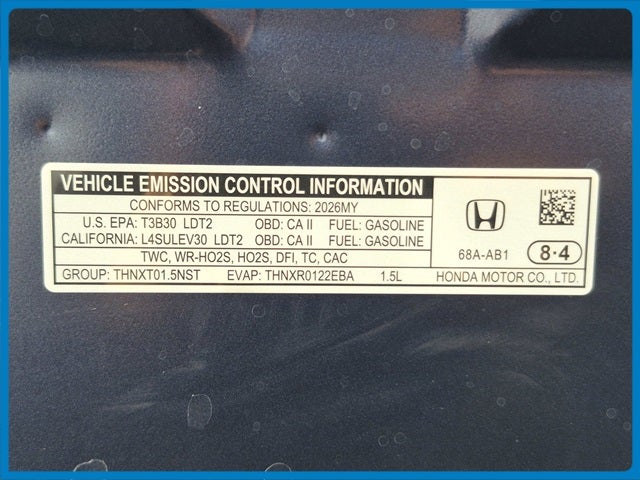 VEHICLE EMISSION CONTROL INFORMATION
CONFORMS TO REGULATIONS: 2026MY
U.S. EPA: T3B30 LDT2 OBD: CA II FUEL: GASOLINE
CALIFORNIA: L4SULEV30 LDT2 OBD: CA II FUEL: GASOLINE
TWC, WR-HO2S, HO2S, DFI, TC, CAC
GROUP: THNXT01.5NST EVAP: THNXR0122EBA 1.5L
68A-AB1 8·4
HONDA MOTOR CO., LTD.